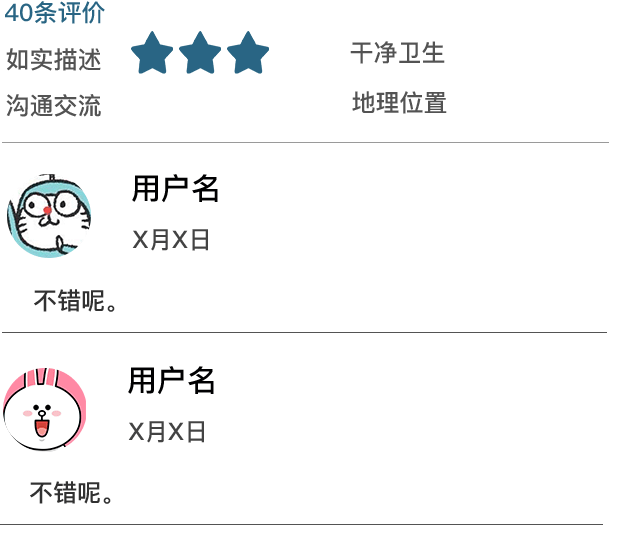 40条评价
如实描述
干净卫生
沟通交流
地理位置
用户名
X月X日
不错呢。
用户名
X月X日
不错呢。